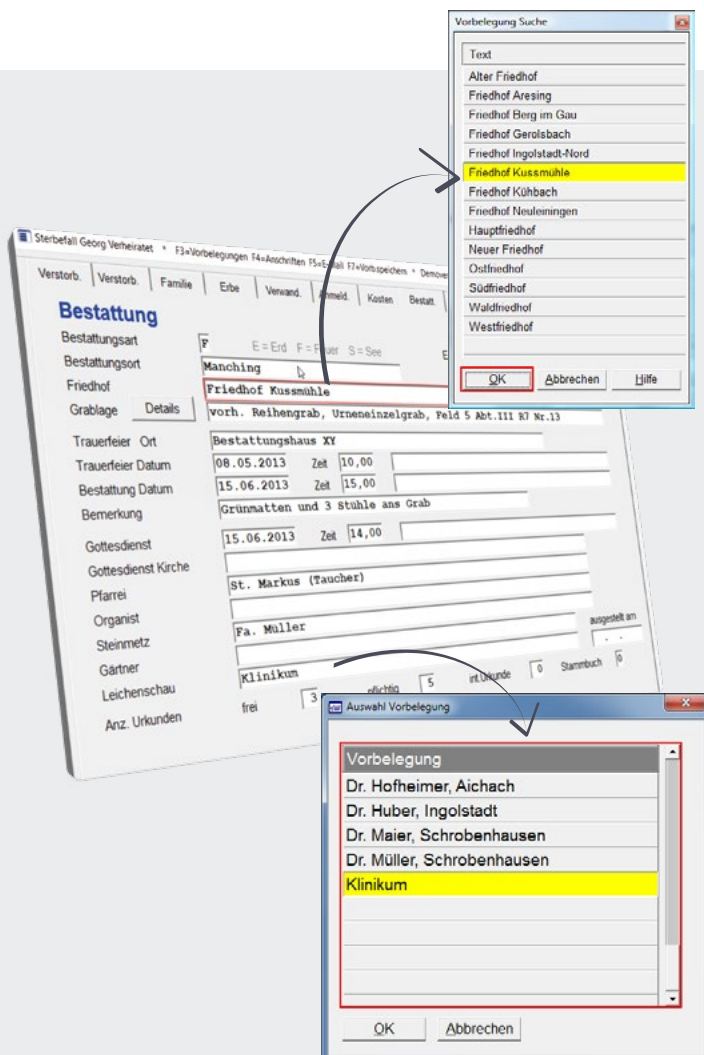 Vorbelegung Suche
Text
Alter Friedhof
Friedhof Aresing
Friedhof Berg im Gau
Friedhof Gerolsbach
Friedhof Ingolstadt-Nord
Friedhof Kussmühle
Friedhof Kühbach
Friedhof Neuleiningen
Hauptfriedhof
Neuer Friedhof
Ostfriedhof
Südfriedhof
Waldfriedhof
Westfriedhof
OK Abbrechen Hilfe
Sterbefall Georg Verheiratet * F3=Vorbelegungen F4=Anschriften F5=E-Mail F7=Vorb.speichern *
Verstorb. Verstorb. Familie Erbe Verwand. Anmeld. Kosten Bestatt.
Bestattung
Bestattungsart F E = Erd F = Feuer S = See E
Bestattungsort Manching
Friedhof Friedhof Kussmühle
Grablage Details vorh. Reihengrab, Urneneinzelgrab, Feld 5 Abt.III R7 Nr.13
Trauerfeier Ort Bestattungshaus XY
Trauerfeier Datum 08.05.2013 Zeit 10,00
Bestattung Datum 15.06.2013 Zeit 15,00
Bemerkung Grünmatten und 3 Stühle ans Grab
Gottesdienst 15.06.2013 Zeit 14,00
Gottesdienst Kirche
Pfarrei St. Markus (Taucher)
Organist
Steinmetz Fa. Müller
Gärtner
Leichenschau Klinikum ausgestellt am . .
Anz. Urkunden frei 3 pflichtig 5 int.Urkunde 0 Stammbuch 0
Auswahl Vorbelegung
Vorbelegung
Dr. Hofheimer, Aichach
Dr. Huber, Ingolstadt
Dr. Maier, Schrobenhausen
Dr. Müller, Schrobenhausen
Klinikum
OK Abbrechen